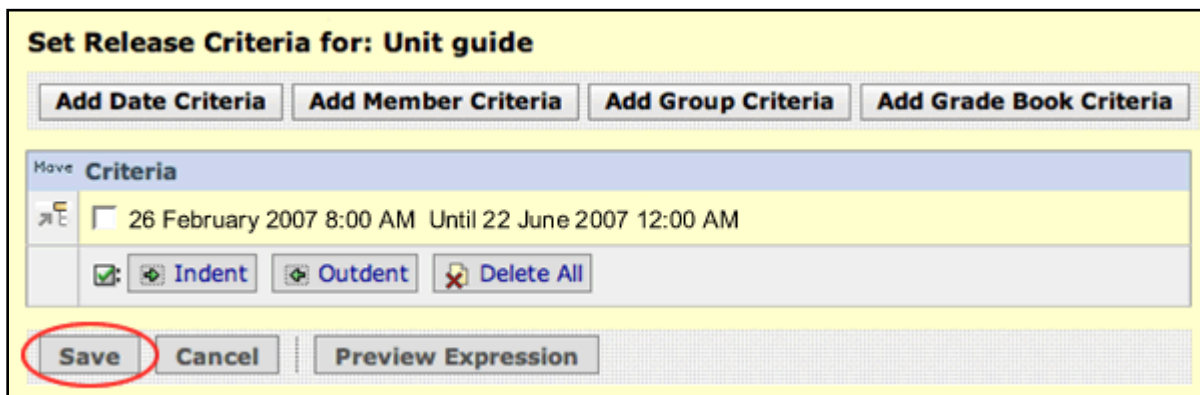 Set Release Criteria for: Unit guide
Add Date Criteria Add Member Criteria Add Group Criteria Add Grade Book Criteria
Move Criteria
26 February 2007 8:00 AM Until 22 June 2007 12:00 AM
: Indent Outdent Delete All
Save Cancel Preview Expression